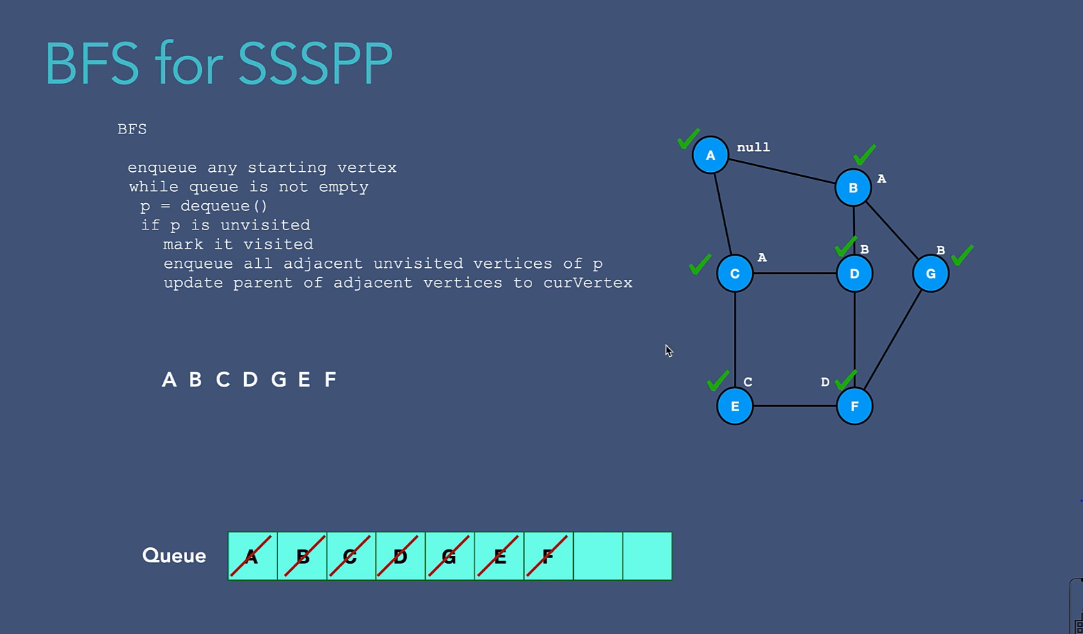 BFS for SSSPP
BFS
enqueue any starting vertex
while queue is not empty
p = dequeue()
if p is unvisited
mark it visited
enqueue all adjacent unvisited vertices of p
update parent of adjacent vertices to curVertex
A B C D G E F
A null
B A
C A
D B
G B
E C
D F
Queue A B C D G E F